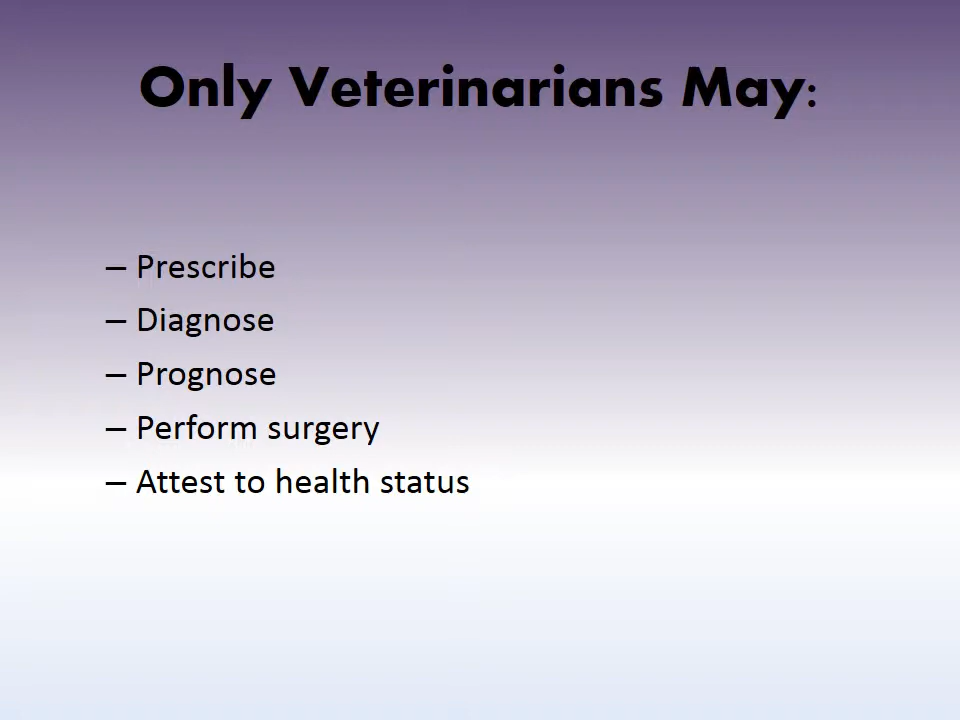 Only Veterinarians May:
– Prescribe
– Diagnose
– Prognose
– Perform surgery
– Attest to health status